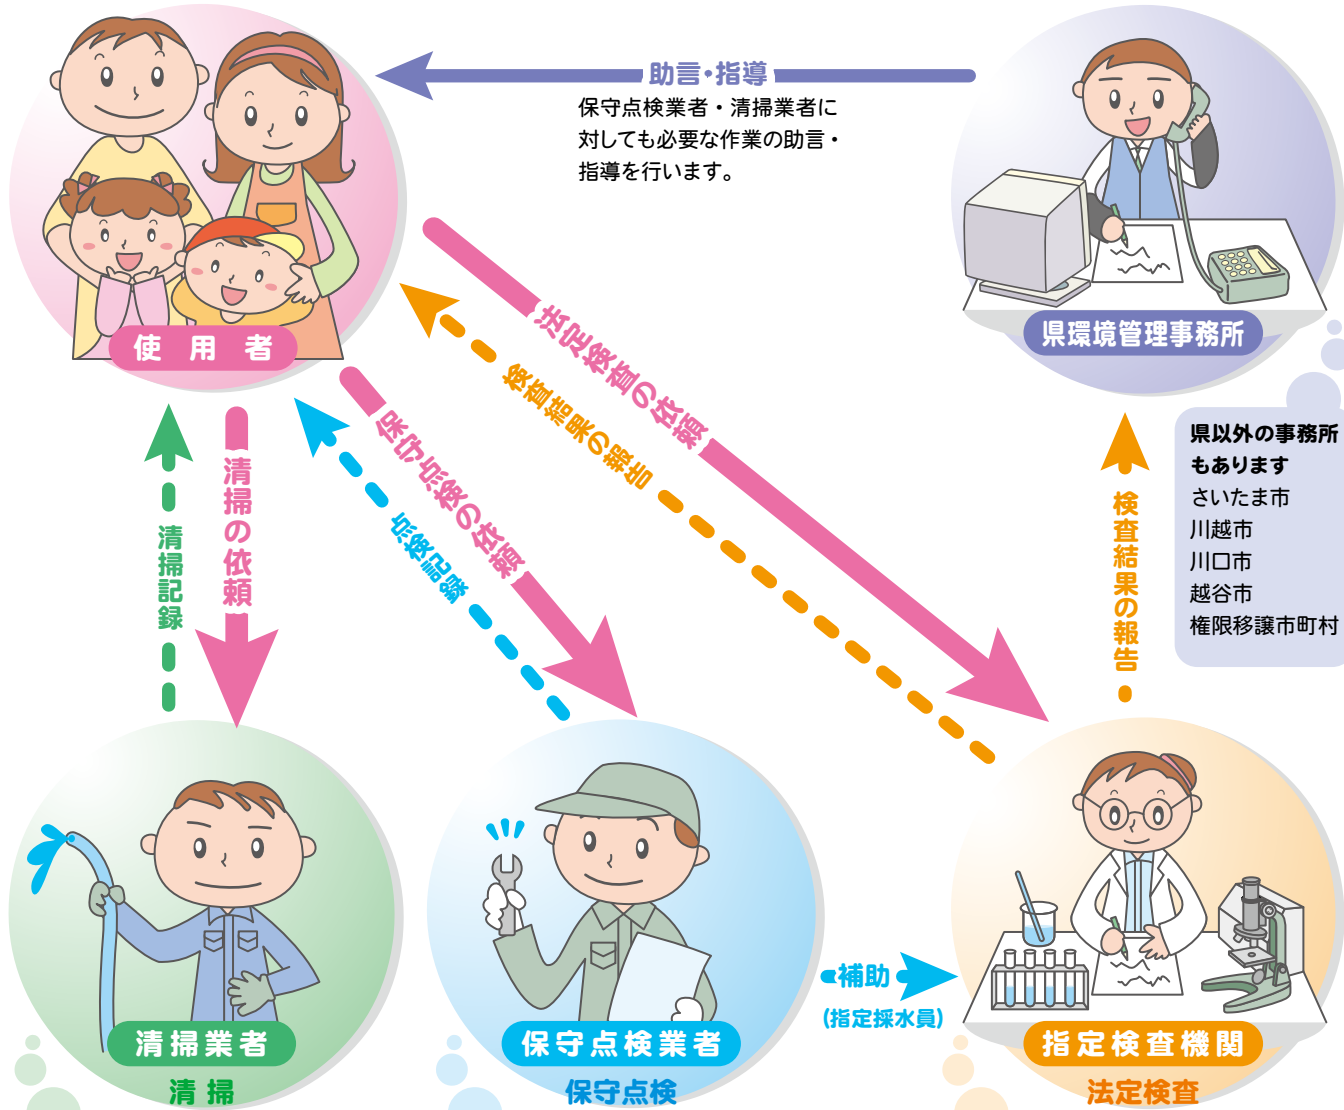 助言・指導
保守点検業者・清掃業者に
対しても必要な作業の助言・
指導を行います。
使用者
県環境管理事務所
法定検査の依頼
検査結果の報告
保守点検の依頼
点検記録
清掃の依頼
清掃記録
検査結果の報告
県以外の事務所
もあります
さいたま市
川越市
川口市
越谷市
権限移譲市町村
補助
(指定採水員)
清掃業者
清掃
保守点検業者
保守点検
指定検査機関
法定検査